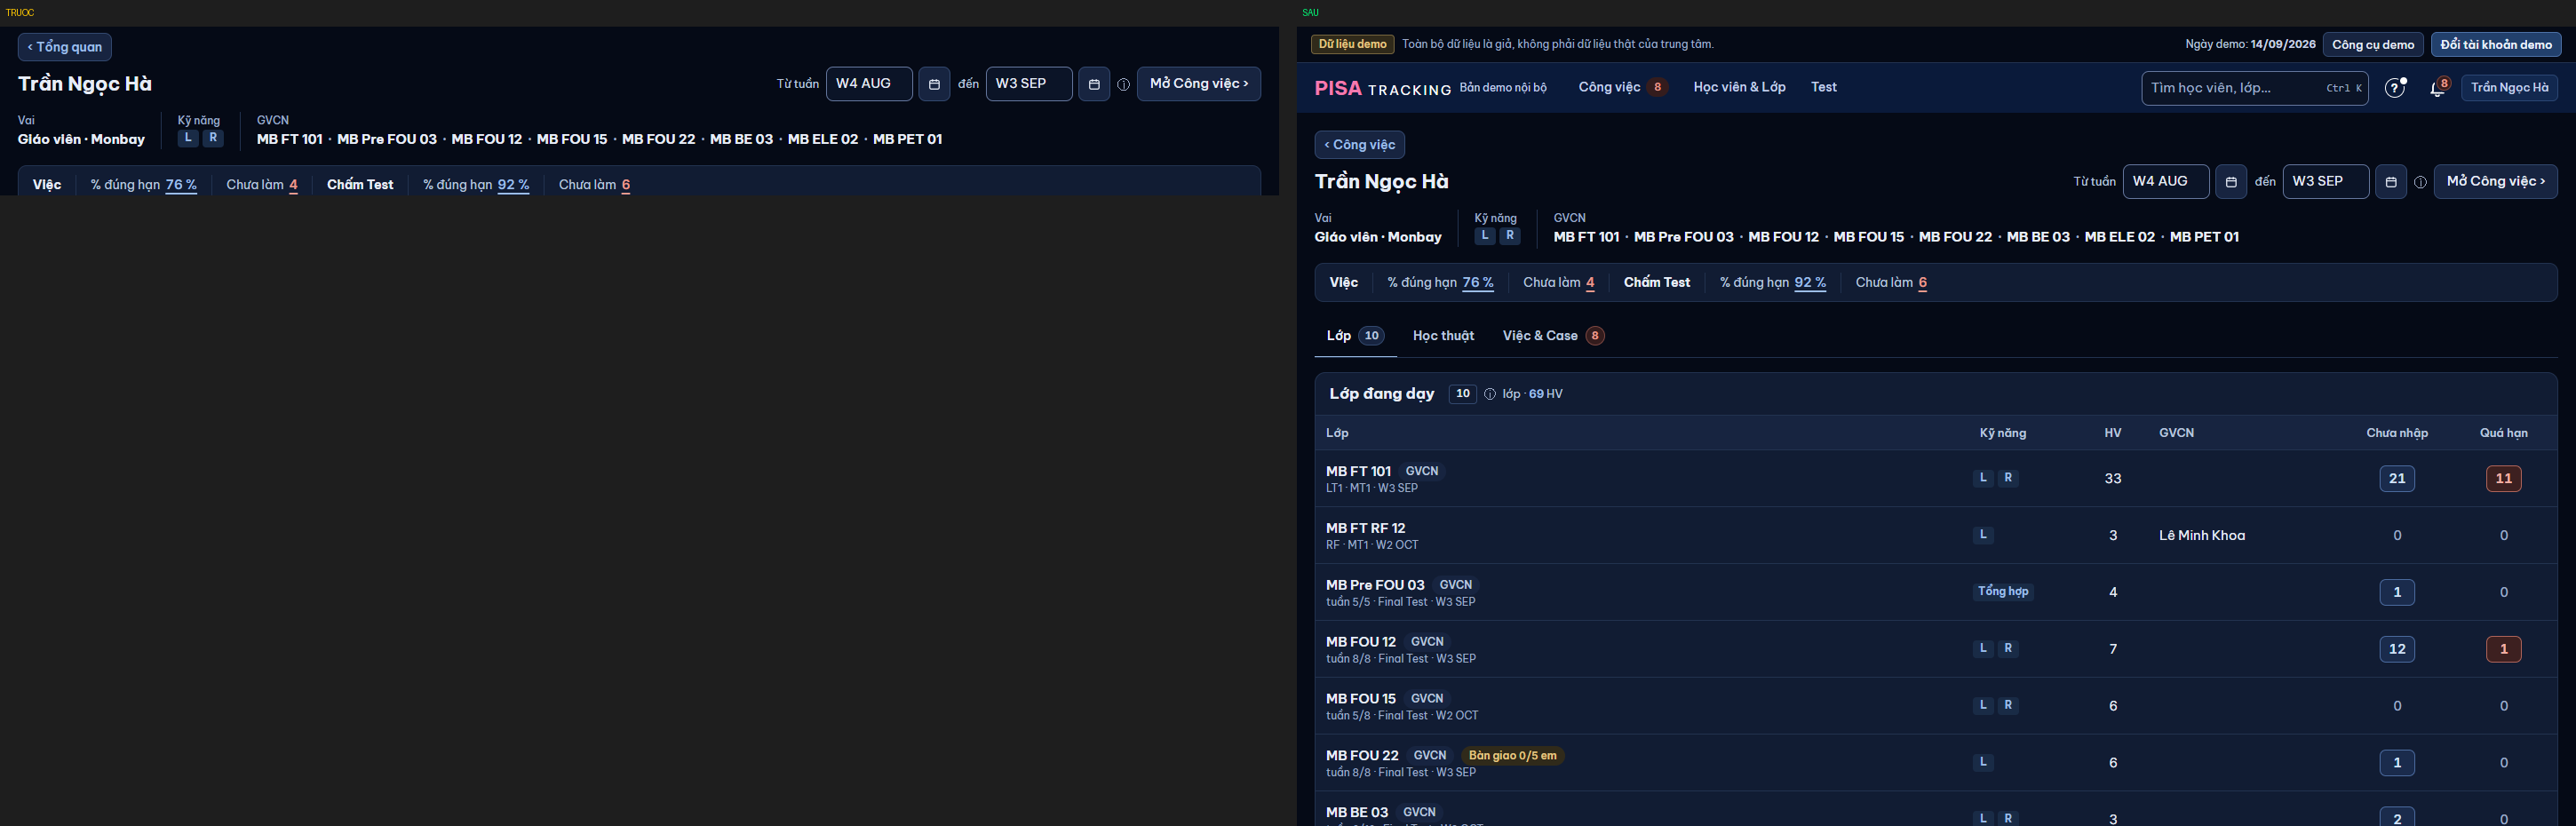 TRUOC
‹ Tổng quan
Trần Ngọc Hà
Từ tuần W4 AUG đến W3 SEP Mở Công việc ›
Vai Kỹ năng GVCN
Giáo viên · Monbay L R MB FT 101 · MB Pre FOU 03 · MB FOU 12 · MB FOU 15 · MB FOU 22 · MB BE 03 · MB ELE 02 · MB PET 01
Việc % đúng hạn 76 % Chưa làm 4 Chấm Test % đúng hạn 92 % Chưa làm 6
SAU
Dữ liệu demo Toàn bộ dữ liệu là giả, không phải dữ liệu thật của trung tâm. Ngày demo: 14/09/2026 Công cụ demo Đổi tài khoản demo
PISA TRACKING Bản demo nội bộ Công việc 8 Học viên & Lớp Test Tìm học viên, lớp... Ctrl K ? 8 Trần Ngọc Hà
‹ Công việc
Trần Ngọc Hà
Từ tuần W4 AUG đến W3 SEP Mở Công việc ›
Vai Kỹ năng GVCN
Giáo viên · Monbay L R MB FT 101 · MB Pre FOU 03 · MB FOU 12 · MB FOU 15 · MB FOU 22 · MB BE 03 · MB ELE 02 · MB PET 01
Việc % đúng hạn 76 % Chưa làm 4 Chấm Test % đúng hạn 92 % Chưa làm 6
Lớp 10 Học thuật Việc & Case 8
Lớp đang dạy 10 lớp · 69 HV
Lớp Kỹ năng HV GVCN Chưa nhập Quá hạn
MB FT 101 GVCN L R 33 21 11
LT1 · MT1 · W3 SEP
MB FT RF 12 L 3 Lê Minh Khoa 0 0
RF · MT1 · W2 OCT
MB Pre FOU 03 GVCN Tổng hợp 4 1 0
tuần 5/5 · Final Test · W3 SEP
MB FOU 12 GVCN L R 7 12 1
tuần 8/8 · Final Test · W3 SEP
MB FOU 15 GVCN L R 6 0 0
tuần 5/8 · Final Test · W2 OCT
MB FOU 22 GVCN Bàn giao 0/5 em L 6 1 0
tuần 8/8 · Final Test · W3 SEP
MB BE 03 GVCN L R 3 2 0